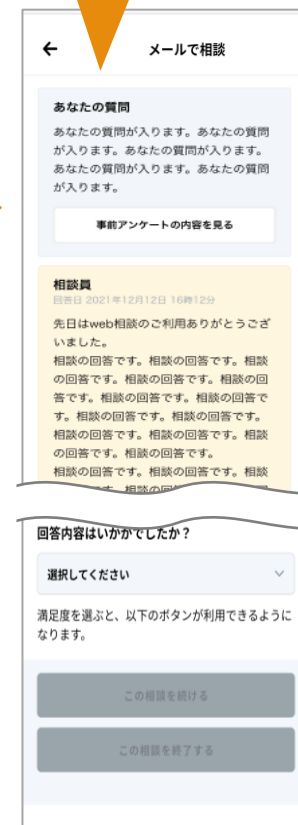 メールで相談
あなたの質問
あなたの質問が入ります。あなたの質問
が入ります。あなたの質問が入ります。
あなたの質問が入ります。あなたの質問
が入ります。
事前アンケートの内容を見る
相談員
回答日 2021年12月12日 16時12分
先日はweb相談のご利用ありがとうござ
いました。
相談の回答です。相談の回答です。相談
の回答です。相談の回答です。相談の回
答です。相談の回答です。相談の回答で
す。相談の回答です。相談の回答です。
相談の回答です。相談の回答です。相談
の回答です。相談の回答です。
相談の回答です。相談の回答です。相談
回答内容はいかがでしたか？
選択してください
満足度を選ぶと、以下のボタンが利用できるように
なります。
この相談を続ける
この相談を終了する